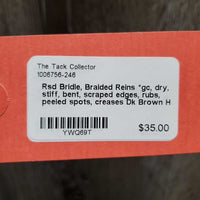 The Tack Collector
1006756-246
Rsd Bridle, Braided Reins *gc, dry,
stiff, bent, scraped edges, rubs,
peeled spots, creases Dk Brown H
YWQ69T
$35.00